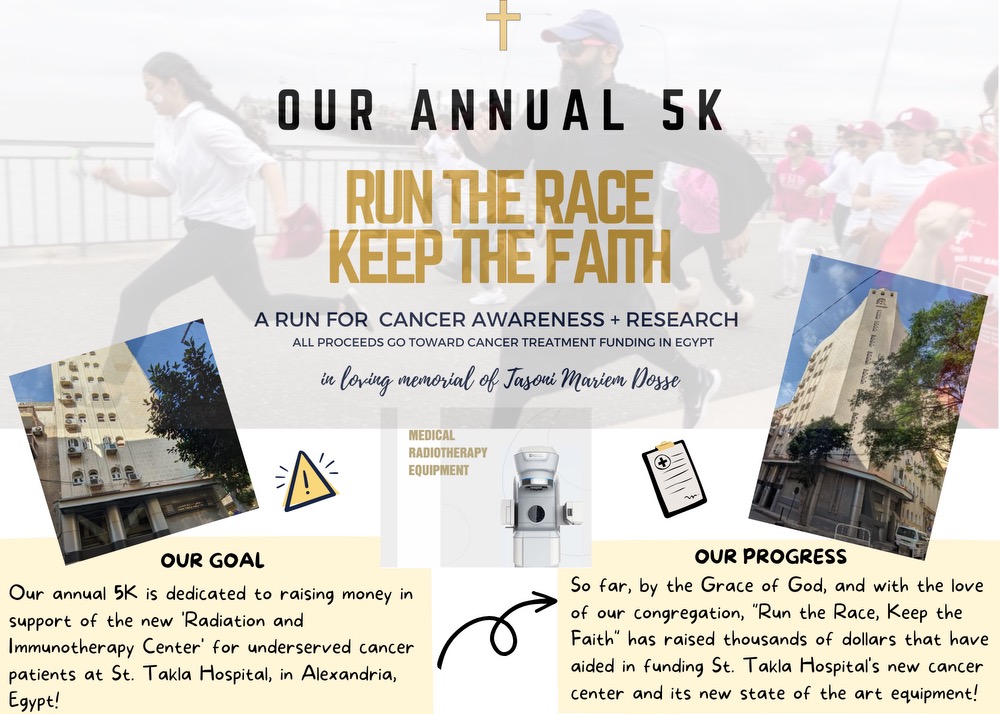 OUR ANNUAL 5K
RUN THE RACE
KEEP THE FAITH
A RUN FOR CANCER AWARENESS + RESEARCH
ALL PROCEEDS GO TOWARD CANCER TREATMENT FUNDING IN EGYPT
in loving memorial of Tasoni Mariem Dosse
MEDICAL
RADIOTHERAPY
EQUIPMENT
OUR GOAL
Our annual 5K is dedicated to raising money in
support of the new 'Radiation and
Immunotherapy Center' for underserved cancer
patients at St. Takla Hospital, in Alexandria,
Egypt!
OUR PROGRESS
So far, by the Grace of God, and with the love
of our congregation, "Run the Race, Keep the
Faith" has raised thousands of dollars that have
aided in funding St. Takla Hospital's new cancer
center and its new state of the art equipment!